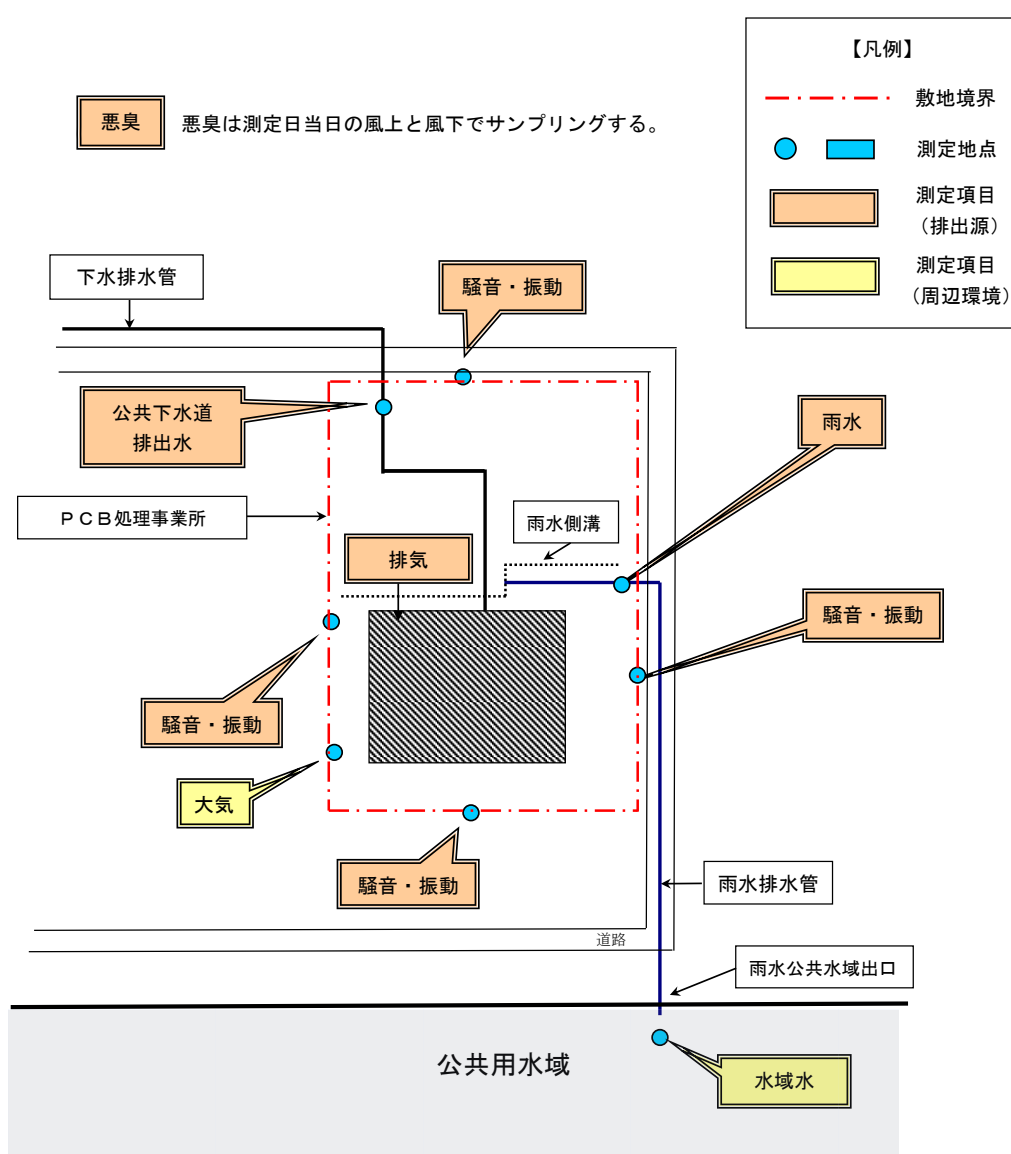 【凡例】
敷地境界
測定地点
測定項目
（排出源）
測定項目
（周辺環境）
悪臭
悪臭は測定日当日の風上と風下でサンプリングする。
下水排水管
騒音・振動
公共下水道
排出水
雨水
ＰＣＢ処理事業所
雨水側溝
排気
騒音・振動
騒音・振動
大気
騒音・振動
雨水排水管
道路
雨水公共水域出口
公共用水域
水域水